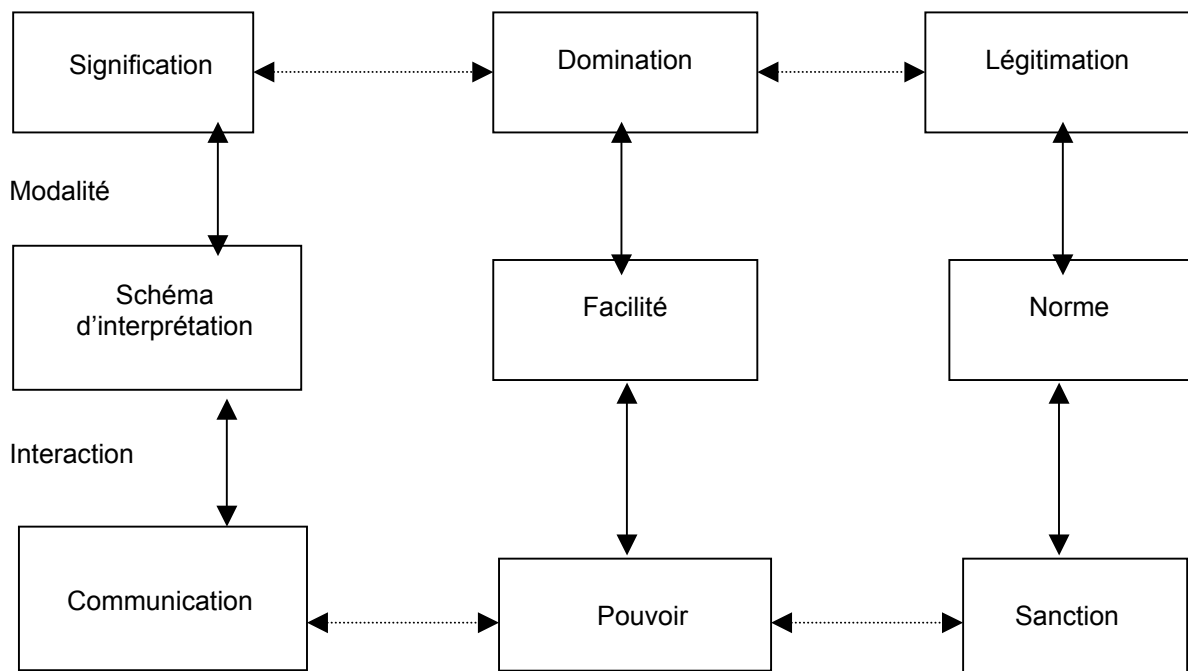 Signification
Domination
Légitimation
Modalité
Schéma
d’interprétation
Facilité
Norme
Interaction
Communication
Pouvoir
Sanction